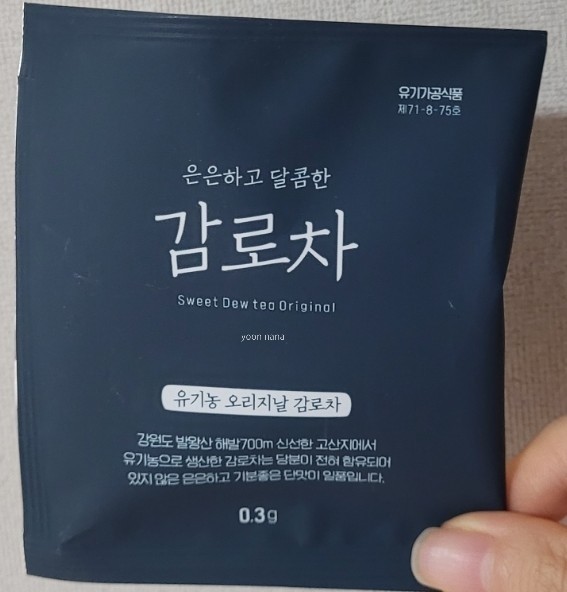 유기가공식품
제71-8-75호
은은하고 달콤한
감로차
Sweet Dew tea Original
yoon nana
유기농 오리지날 감로차
강원도 발왕산 해발700m 신선한 고산지에서
유기농으로 생산한 감로차는 당분이 전혀 함유되어
있지 않은 은은하고 기분좋은 단맛이 일품입니다.
0.3g